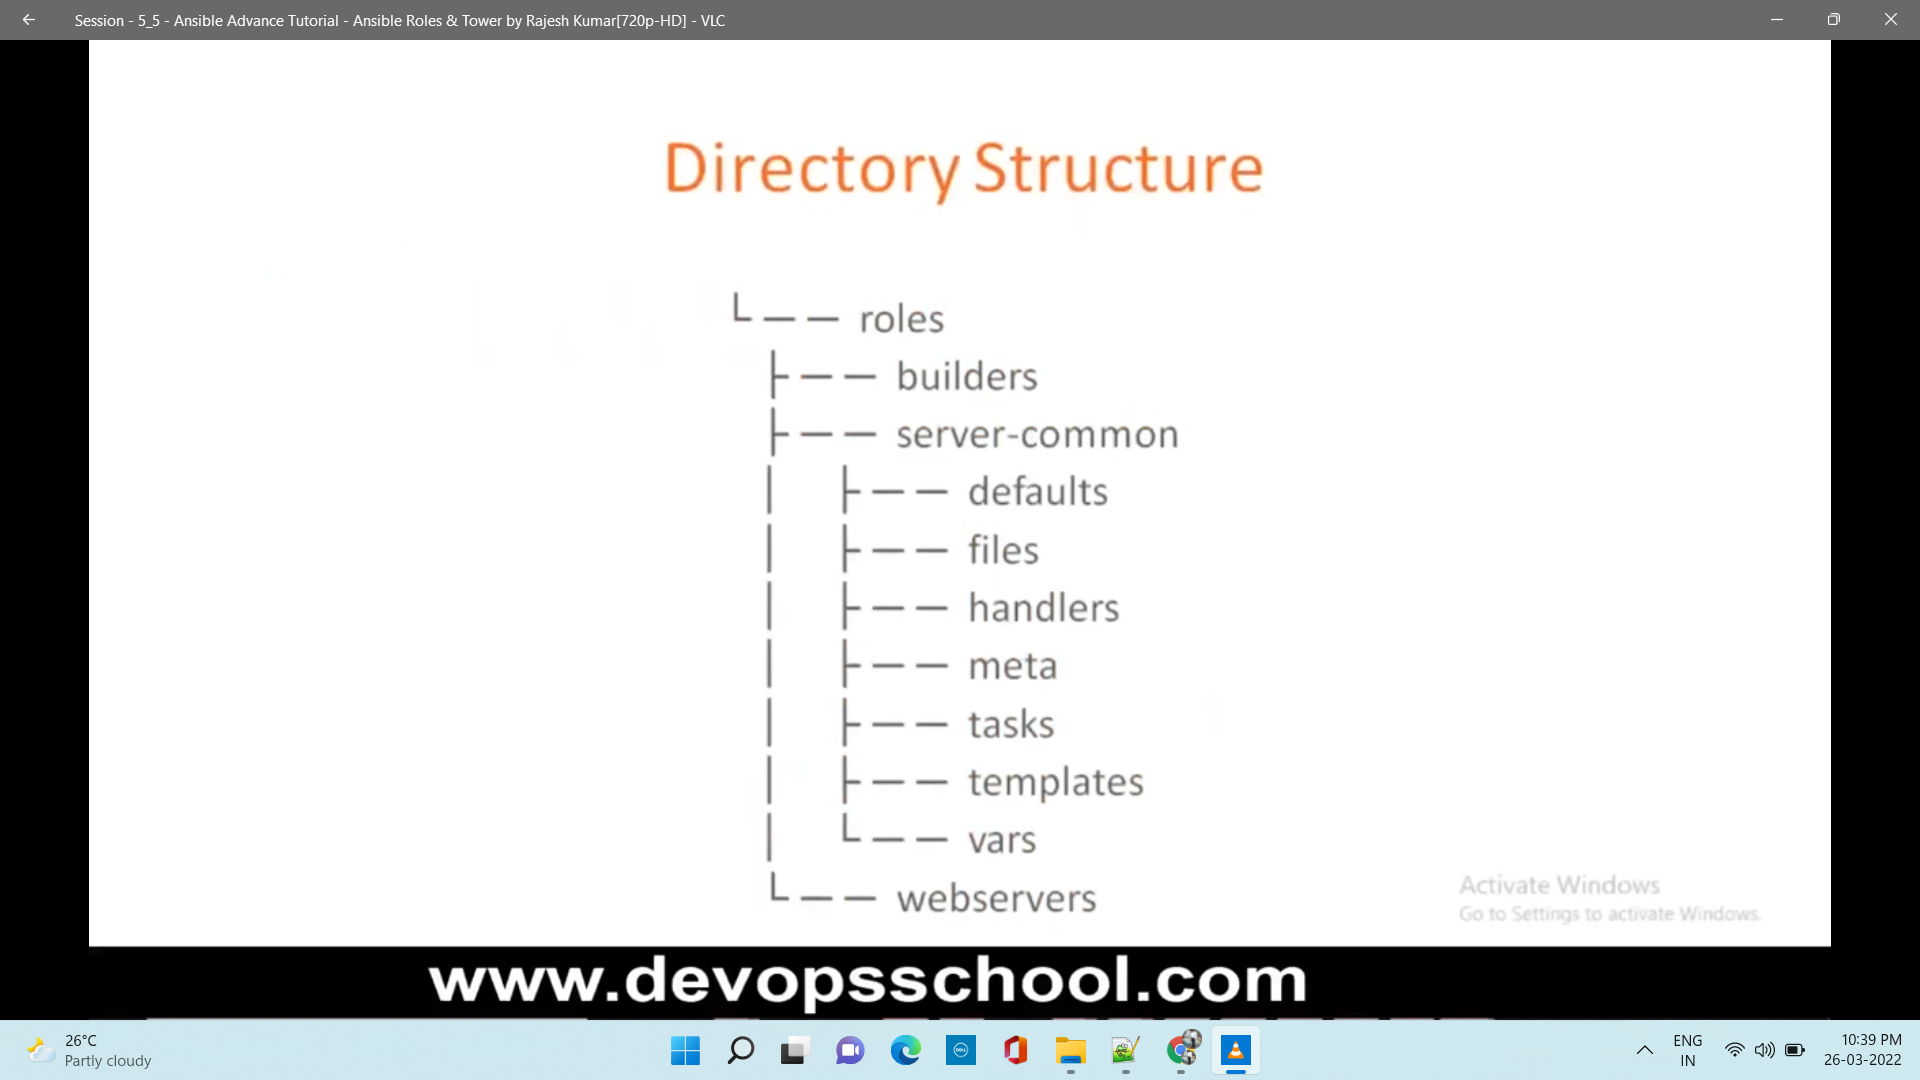 Session - 5_5 - Ansible Advance Tutorial - Ansible Roles & Tower by Rajesh Kumar[720p-HD] - VLC
Directory Structure
└ — — roles
├ — — builders
├ — — server-common
│ ├ — — defaults
│ ├ — — files
│ ├ — — handlers
│ ├ — — meta
│ ├ — — tasks
│ ├ — — templates
│ └ — — vars
└ — — webservers
Activate Windows
Go to Settings to activate Windows.
www.devopsschool.com
26°C
Partly cloudy
ENG
IN
10:39 PM
26-03-2022